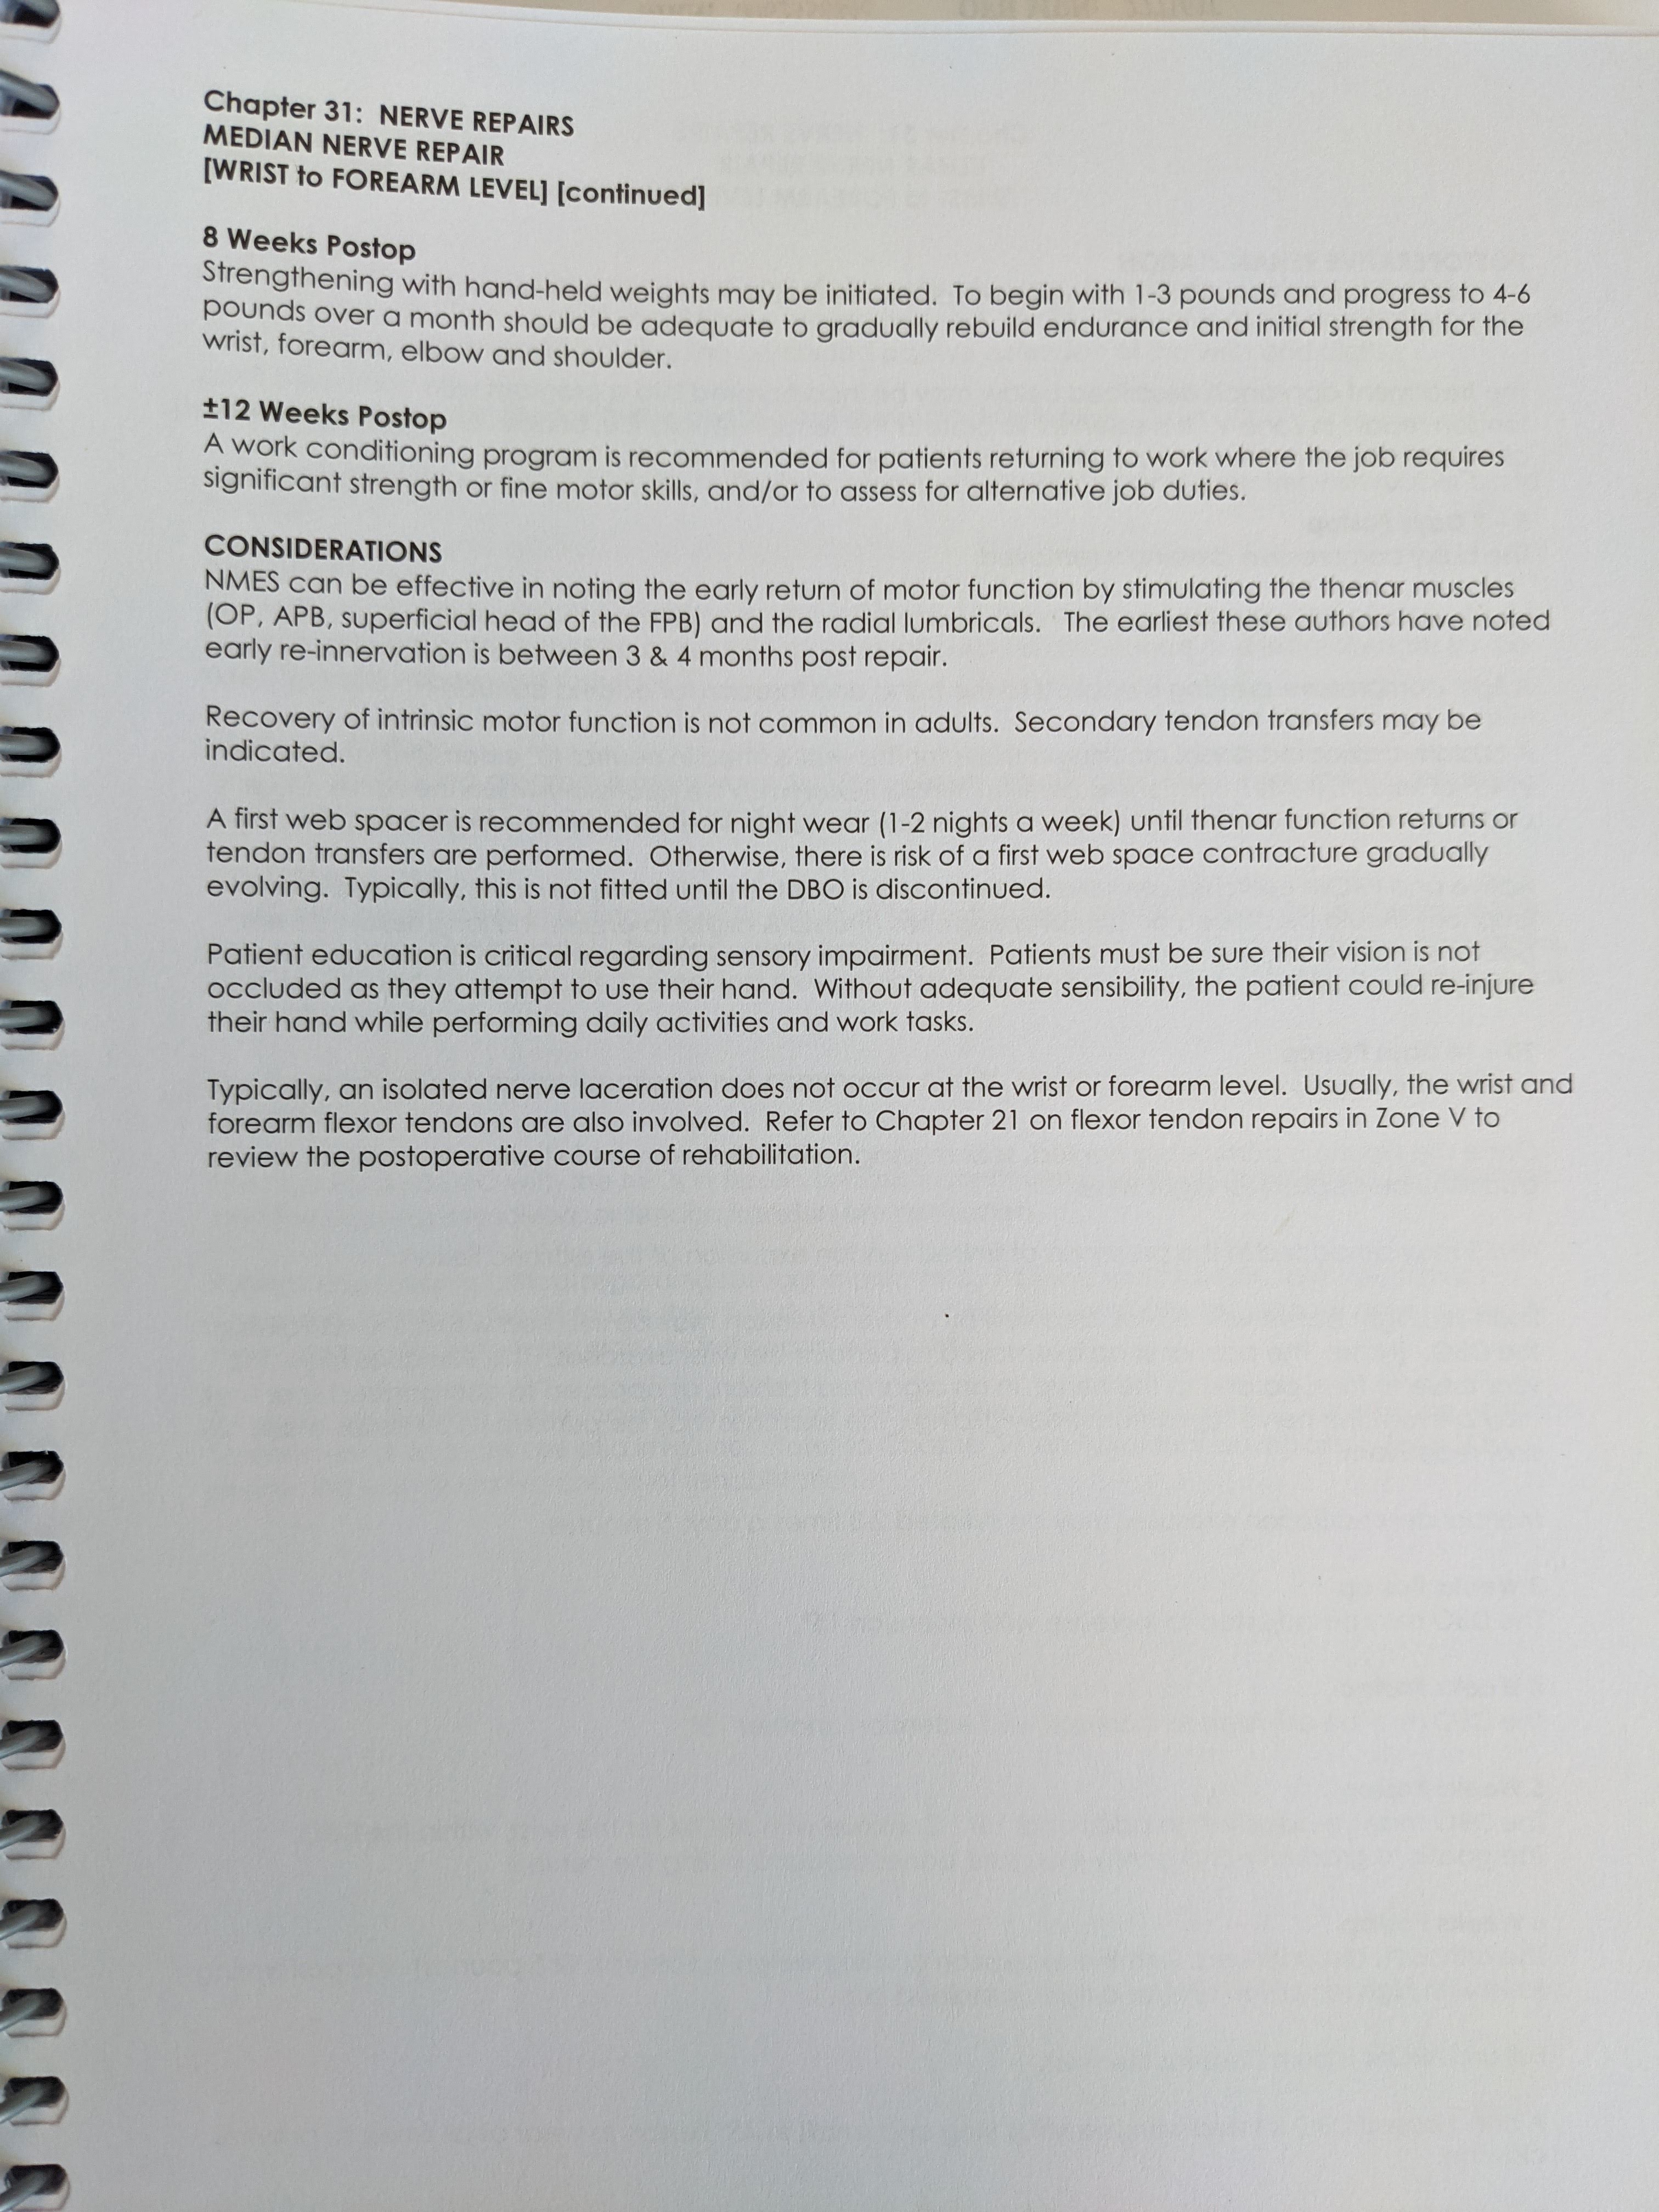 Chapter 31: NERVE REPAIRS
MEDIAN NERVE REPAIR
[WRIST to FOREARM LEVEL] [continued]
8 Weeks Postop
Strengthening with hand-held weights may be initiated. To begin with 1-3 pounds and progress to 4-6
pounds over a month should be adequate to gradually rebuild endurance and initial strength for the
wrist, forearm, elbow and shoulder.
±12 Weeks Postop
A work conditioning program is recommended for patients returning to work where the job requires
significant strength or fine motor skills, and/or to assess for alternative job duties.
CONSIDERATIONS
NMES can be effective in noting the early return of motor function by stimulating the thenar muscles
(OP, APB, superficial head of the FPB) and the radial lumbricals. The earliest these authors have noted
early re-innervation is between 3 & 4 months post repair.
Recovery of intrinsic motor function is not common in adults. Secondary tendon transfers may be
indicated.
A first web spacer is recommended for night wear (1-2 nights a week) until thenar function returns or
tendon transfers are performed. Otherwise, there is risk of a first web space contracture gradually
evolving. Typically, this is not fitted until the DBO is discontinued.
Patient education is critical regarding sensory impairment. Patients must be sure their vision is not
occluded as they attempt to use their hand. Without adequate sensibility, the patient could re-injure
their hand while performing daily activities and work tasks.
Typically, an isolated nerve laceration does not occur at the wrist or forearm level. Usually, the wrist and
forearm flexor tendons are also involved. Refer to Chapter 21 on flexor tendon repairs in Zone V to
review the postoperative course of rehabilitation.